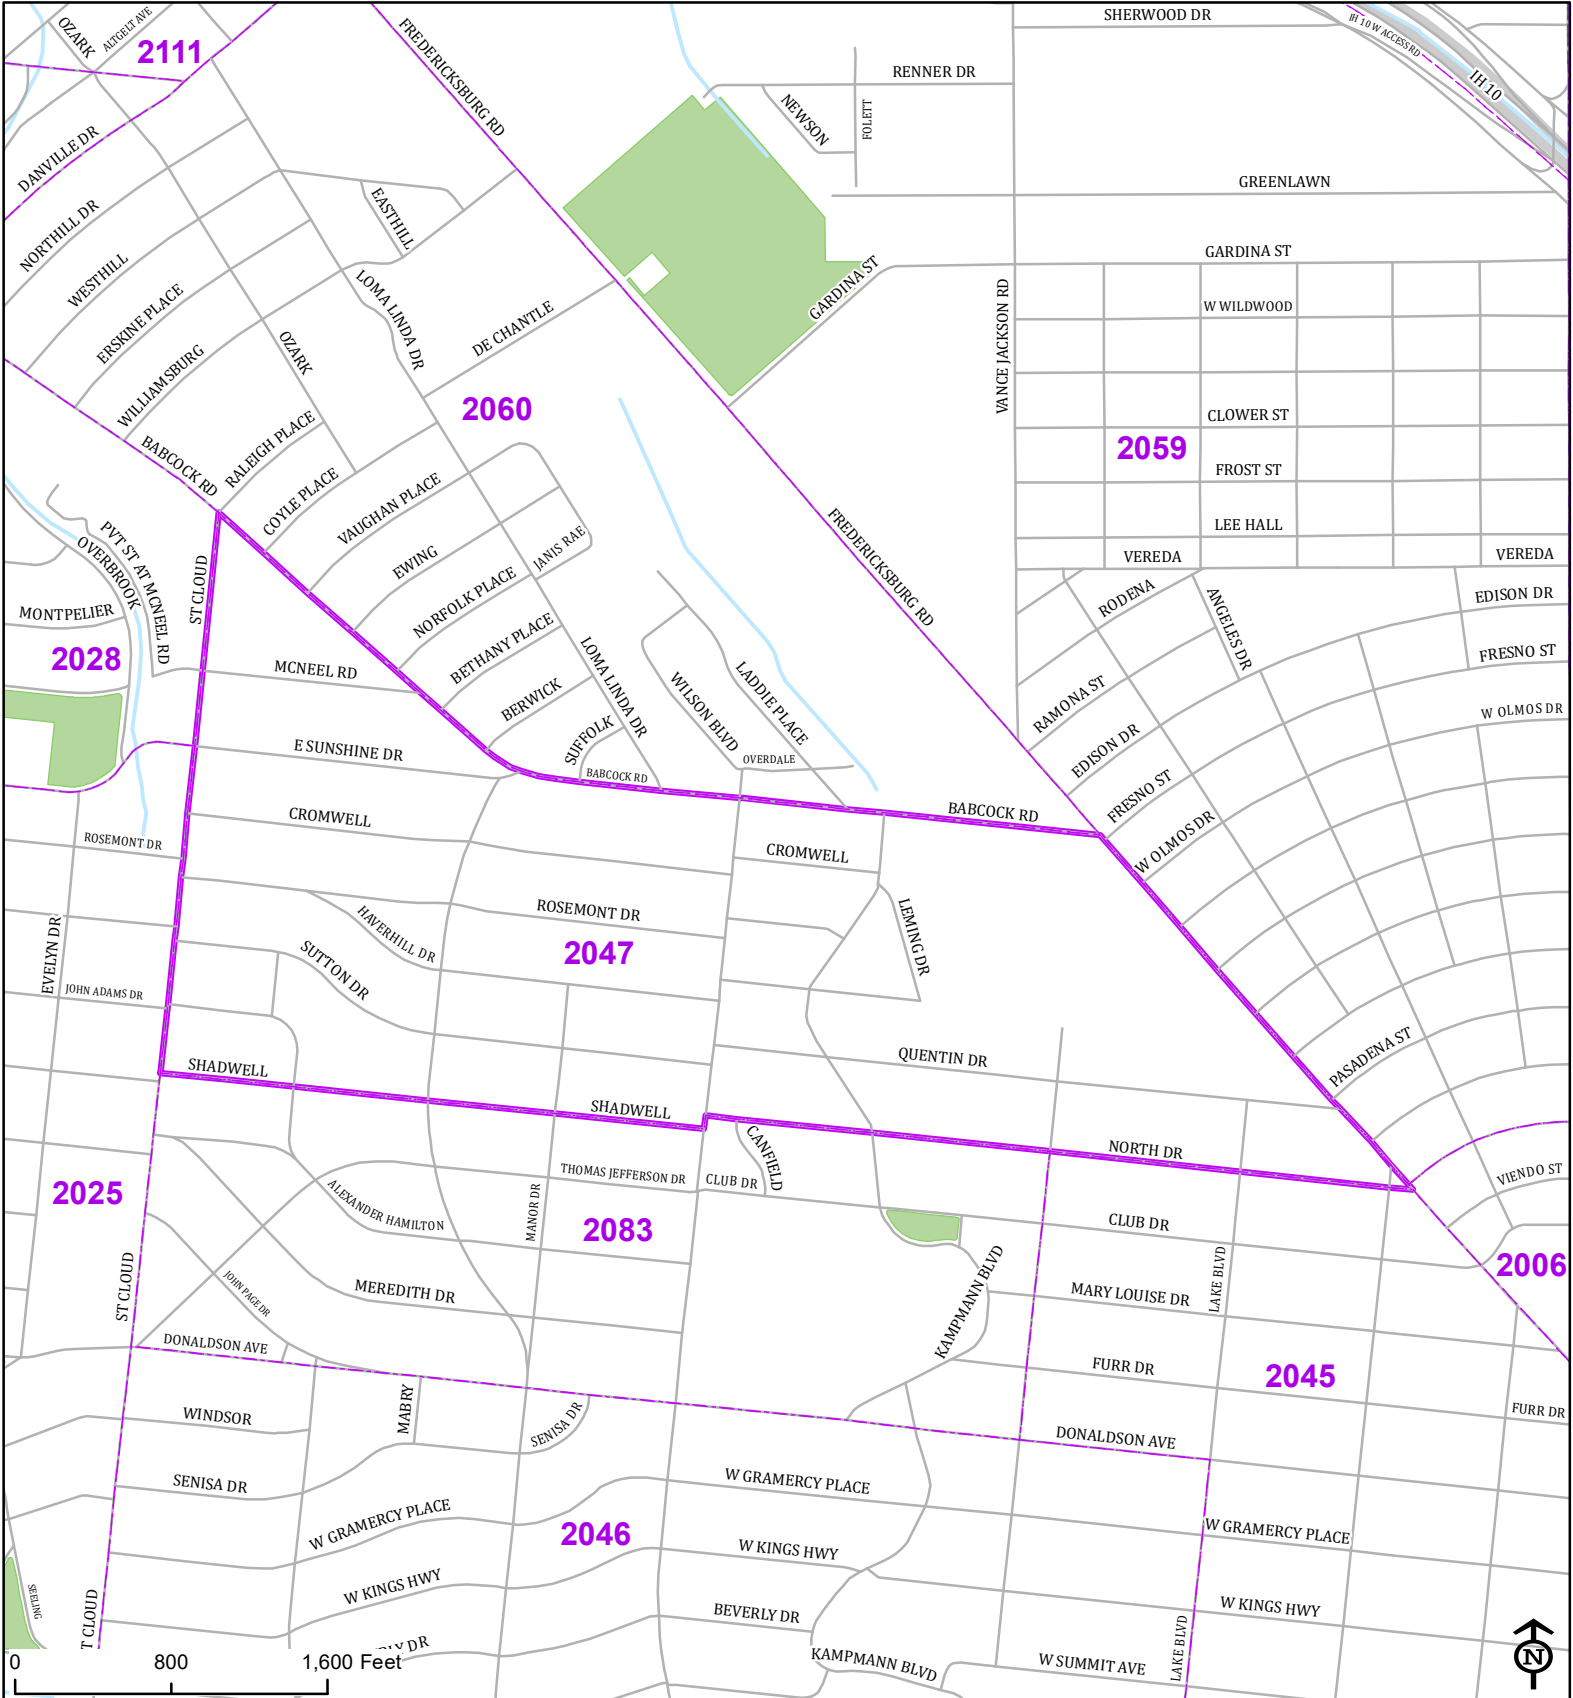 SHERWOOD DR
IH 10 W ACCESS RD
IH 10
OZARK
ALTGELT AVE
2111
FREDERICKSBURG RD
RENNER DR
NEWSON
FOLETT
DANVILLE DR
GREENLAWN
NORTHILL DR
EASTHILL
GARDINA ST
WESTHILL
LOMA LINDA DR
GARDINA ST
ERSKINE PLACE
W WILDWOOD
DE CHANTLE
OZARK
VANCE JACKSON RD
WILLIAMSBURG
2060
CLOWER ST
2059
BABCOCK RD
RALEIGH PLACE
FROST ST
COYLE PLACE
VAUGHAN PLACE
LEE HALL
PVT ST AT MCNEEL RD
OVERBROOK
EWING
JANIS RAE
FREDERICKSBURG RD
VEREDA
VEREDA
ST CLOUD
NORFOLK PLACE
RODENA
EDISON DR
MONTPELIER
BETHANY PLACE
ANGELES DR
2028
MCNEEL RD
LOMA LINDA DR
FRESNO ST
BERWICK
WILSON BLVD
LADDIE PLACE
RAMONA ST
W OLMOS DR
E SUNSHINE DR
SUFFOLK
EDISON DR
OVERDALE
BABCOCK RD
BABCOCK RD
FRESNO ST
CROMWELL
ROSEMONT DR
CROMWELL
W OLMOS DR
ROSEMONT DR
HAVERHILL DR
2047
LEMING DR
EVELYN DR
SUTTON DR
JOHN ADAMS DR
QUENTIN DR
PASADENA ST
SHADWELL
SHADWELL
NORTH DR
CANFIELD
THOMAS JEFFERSON DR
CLUB DR
VIENDO ST
2025
ALEXANDER HAMILTON
MANOR DR
2083
CLUB DR
2006
ST CLOUD
JOHN PAGE DR
MEREDITH DR
KAMPMANN BLVD
LAKE BLVD
MARY LOUISE DR
DONALDSON AVE
FURR DR
2045
WINDSOR
MABRY
SENISA DR
FURR DR
DONALDSON AVE
SENISA DR
W GRAMERCY PLACE
W GRAMERCY PLACE
2046
W GRAMERCY PLACE
W KINGS HWY
W KINGS HWY
SEELING
T CLOUD
BEVERLY DR
W KINGS HWY
LY DR
KAMPMANN BLVD
W SUMMIT AVE
LAKE BLVD
0 800 1,600 Feet
N